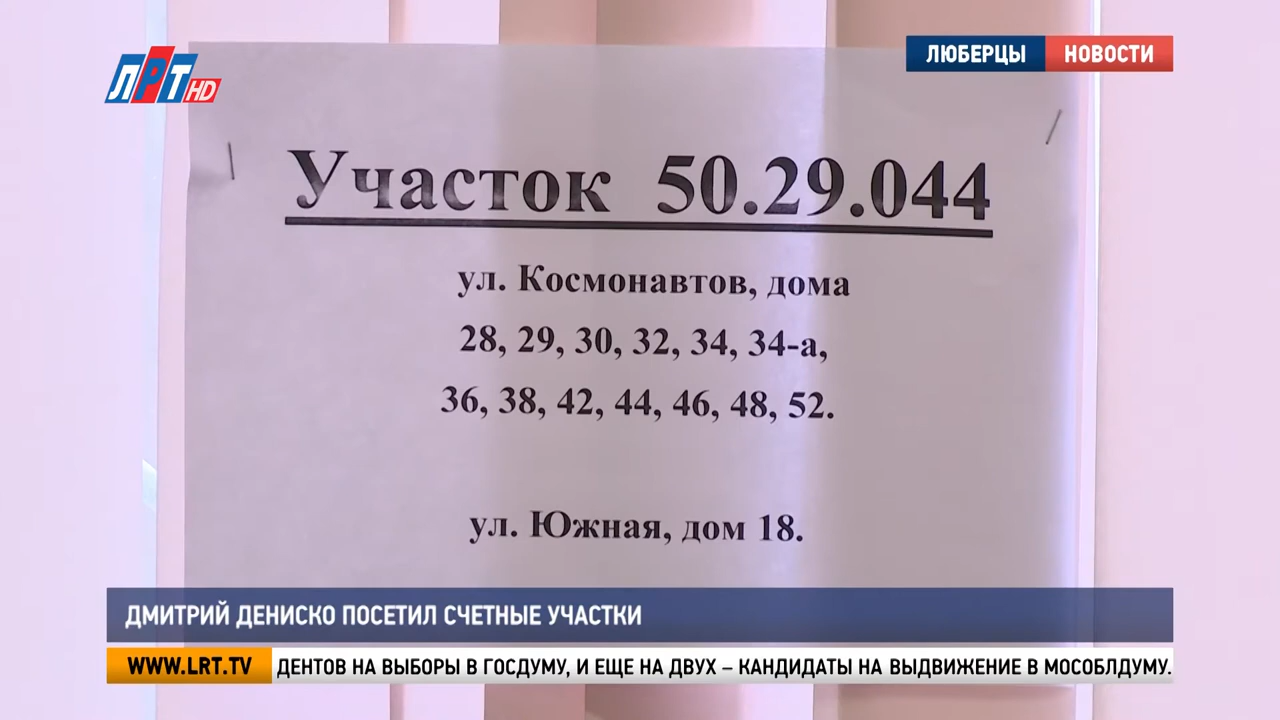 ЛРТ HD
ЛЮБЕРЦЫ НОВОСТИ
Участок 50.29.044
ул. Космонавтов, дома
28, 29, 30, 32, 34, 34-а,
36, 38, 42, 44, 46, 48, 52.
ул. Южная, дом 18.
ДМИТРИЙ ДЕНИСКО ПОСЕТИЛ СЧЕТНЫЕ УЧАСТКИ
WWW.LRT.TV ДЕНТОВ НА ВЫБОРЫ В ГОСДУМУ, И ЕЩЕ НА ДВУХ – КАНДИДАТЫ НА ВЫДВИЖЕНИЕ В МОСОБЛДУМУ.